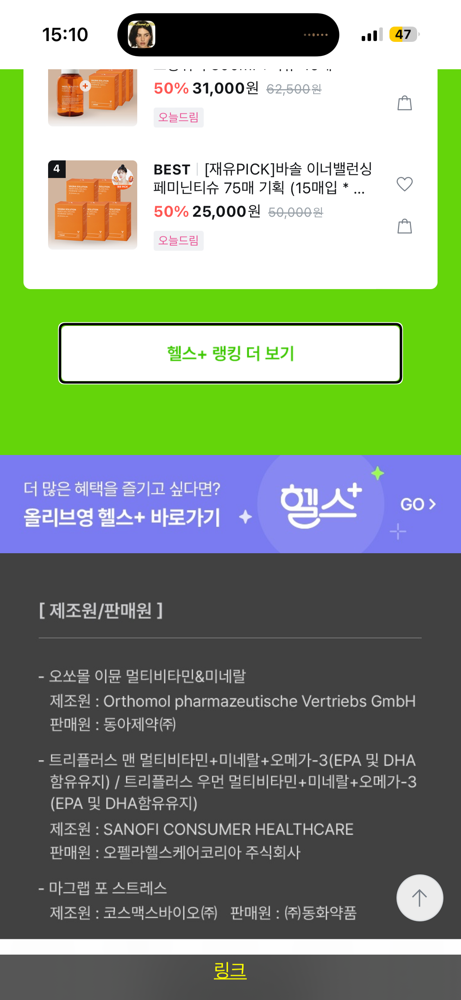 15:10
47
50% 31,000원 62,500원
오늘드림
4
BEST | [재유PICK]바솔 이너밸런싱
페미닌티슈 75매 기획 (15매입 * ...
50% 25,000원 50,000원
오늘드림
VAGINA SOLUTION
INNER BALANCING
FEMININE WIPES
헬스+ 랭킹 더 보기
더 많은 혜택을 즐기고 싶다면?
올리브영 헬스+ 바로가기
헬스+
GO >
[ 제조원/판매원 ]
- 오쏘몰 이뮨 멀티비타민&미네랄
제조원 : Orthomol pharmazeutische Vertriebs GmbH
판매원 : 동아제약㈜
- 트리플러스 맨 멀티비타민+미네랄+오메가-3(EPA 및 DHA
함유유지) / 트리플러스 우먼 멀티비타민+미네랄+오메가-3
(EPA 및 DHA함유유지)
제조원 : SANOFI CONSUMER HEALTHCARE
판매원 : 오펠라헬스케어코리아 주식회사
- 마그랩 포 스트레스
제조원 : 코스맥스바이오㈜ 판매원 : ㈜동화약품
링크